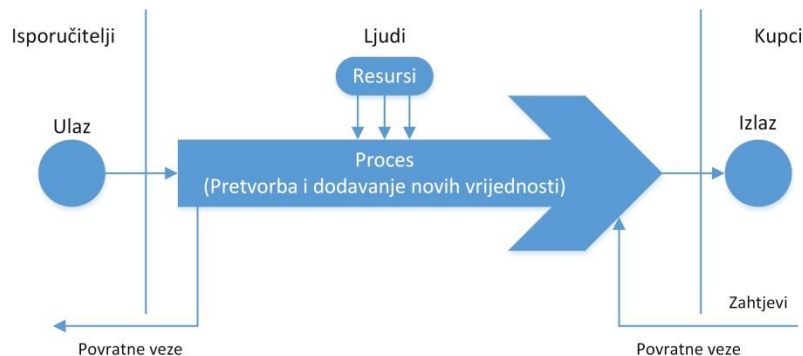 Isporučitelji
Ljudi
Kupci
Resursi
Ulaz
Izlaz
Proces
(Pretvorba i dodavanje novih vrijednosti)
Zahtjevi
Povratne veze
Povratne veze